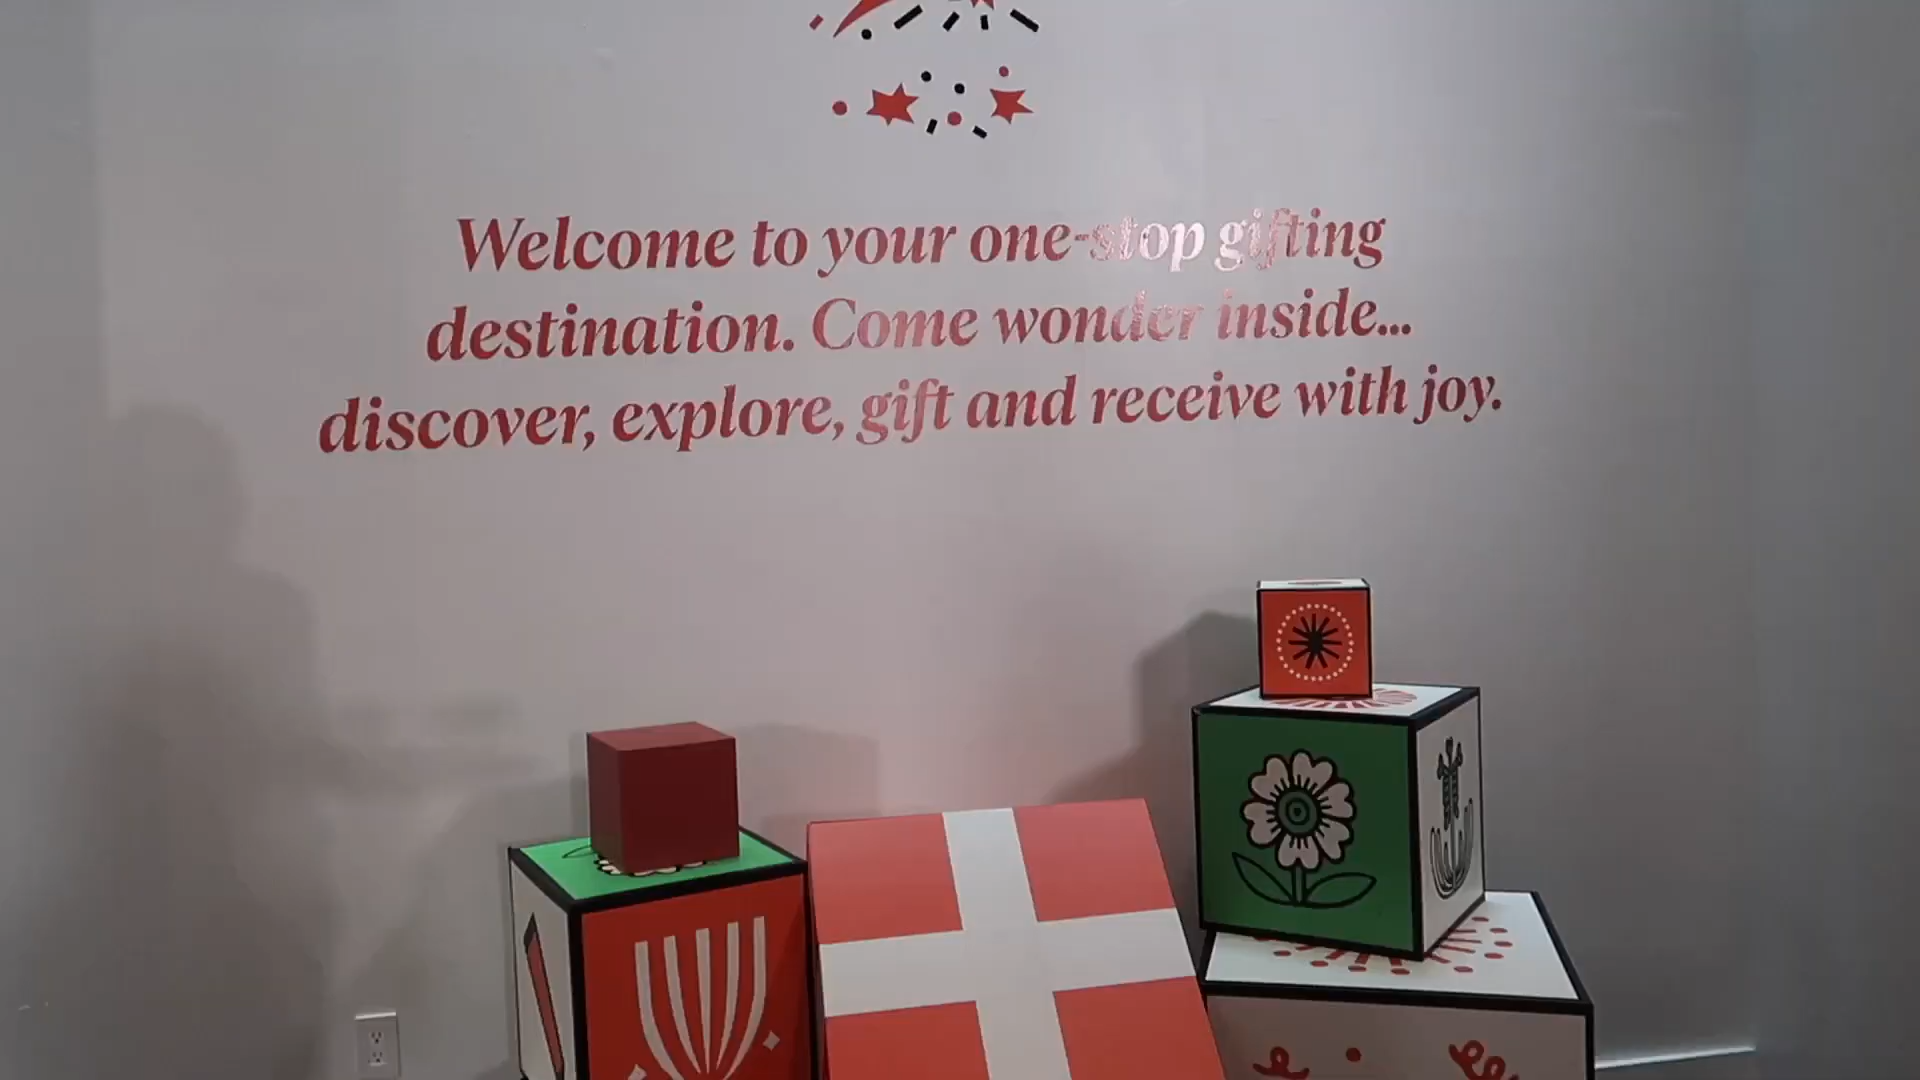 Welcome to your one-stop gifting
destination. Come wonder inside...
discover, explore, gift and receive with joy.